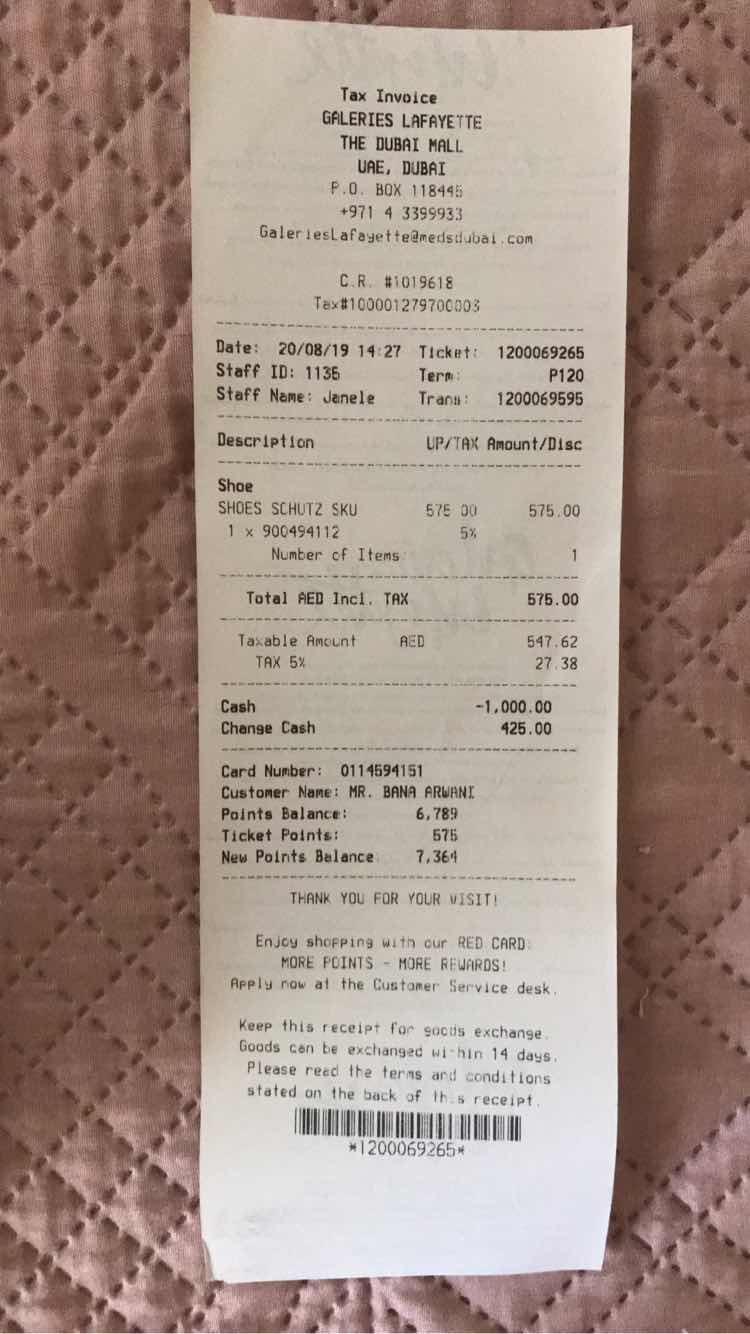 Tax Invoice
GALERIES LAFAYETTE
THE DUBAI MALL
UAE, DUBAI
P.O. BOX 118445
+971 4 3399933
GaleriesLafayette@medsdubai.com
C.R. #1019618
Tax#100001279700003
Date: 20/08/19 14:27 Ticket: 1200069265
Staff ID: 1135 Term: P120
Staff Name: Janele Trans: 1200069595
Description UP/TAX Amount/Disc
Shoe
SHOES SCHUTZ SKU 575.00 575.00
1 x 900494112 5%
Number of Items 1
Total AED Incl. TAX 575.00
Taxable Amount AED 547.62
TAX 5% 27.38
Cash -1,000.00
Change Cash 425.00
Card Number: 0114594151
Customer Name: MR. BANA ARWANI
Points Balance: 6,789
Ticket Points: 575
New Points Balance 7,364
THANK YOU FOR YOUR VISIT!
Enjoy shopping with our RED CARD:
MORE POINTS - MORE REWARDS!
Apply now at the Customer Service desk.
Keep this receipt for goods exchange.
Goods can be exchanged within 14 days.
Please read the terms and conditions
stated on the back of this receipt.
*1200069265*